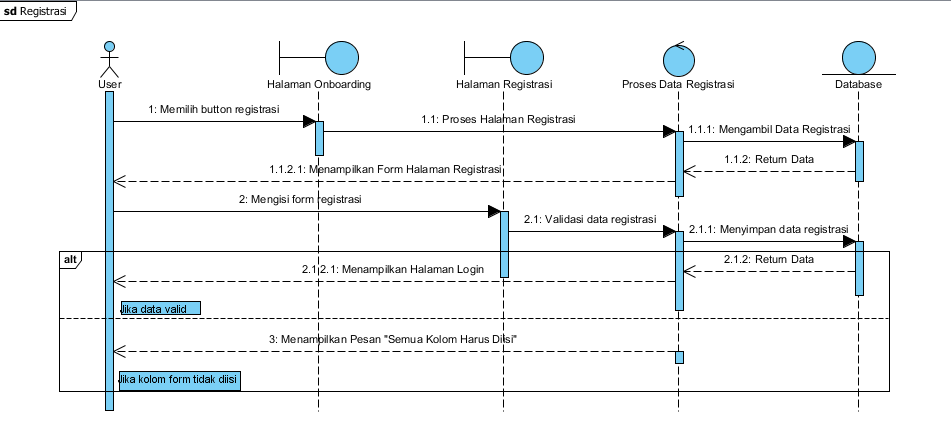 sd Registrasi
User
Halaman Onboarding
Halaman Registrasi
Proses Data Registrasi
Database
1: Memilih button registrasi
1.1: Proses Halaman Registrasi
1.1.1: Mengambil Data Registrasi
1.1.2: Return Data
1.1.2.1: Menampilkan Form Halaman Registrasi
2: Mengisi form registrasi
2.1: Validasi data registrasi
2.1.1: Menyimpan data registrasi
alt
2.1.2: Return Data
2.1.2.1: Menampilkan Halaman Login
Jika data valid
3: Menampilkan Pesan "Semua Kolom Harus Diisi"
Jika kolom form tidak diisi